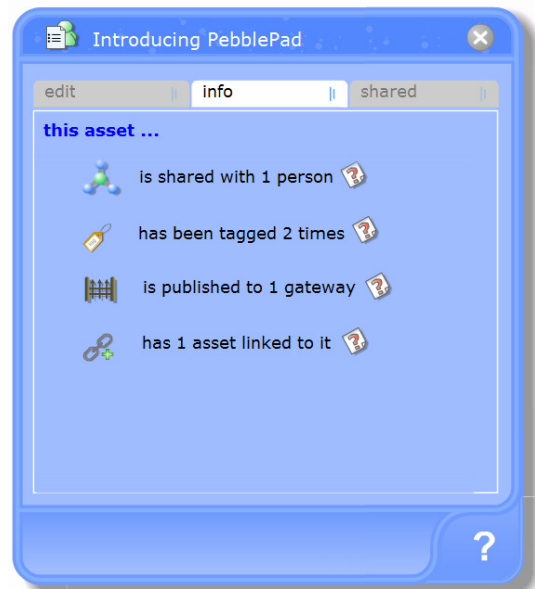 Introducing PebblePad
edit info shared
this asset ...
is shared with 1 person
has been tagged 2 times
is published to 1 gateway
has 1 asset linked to it
?